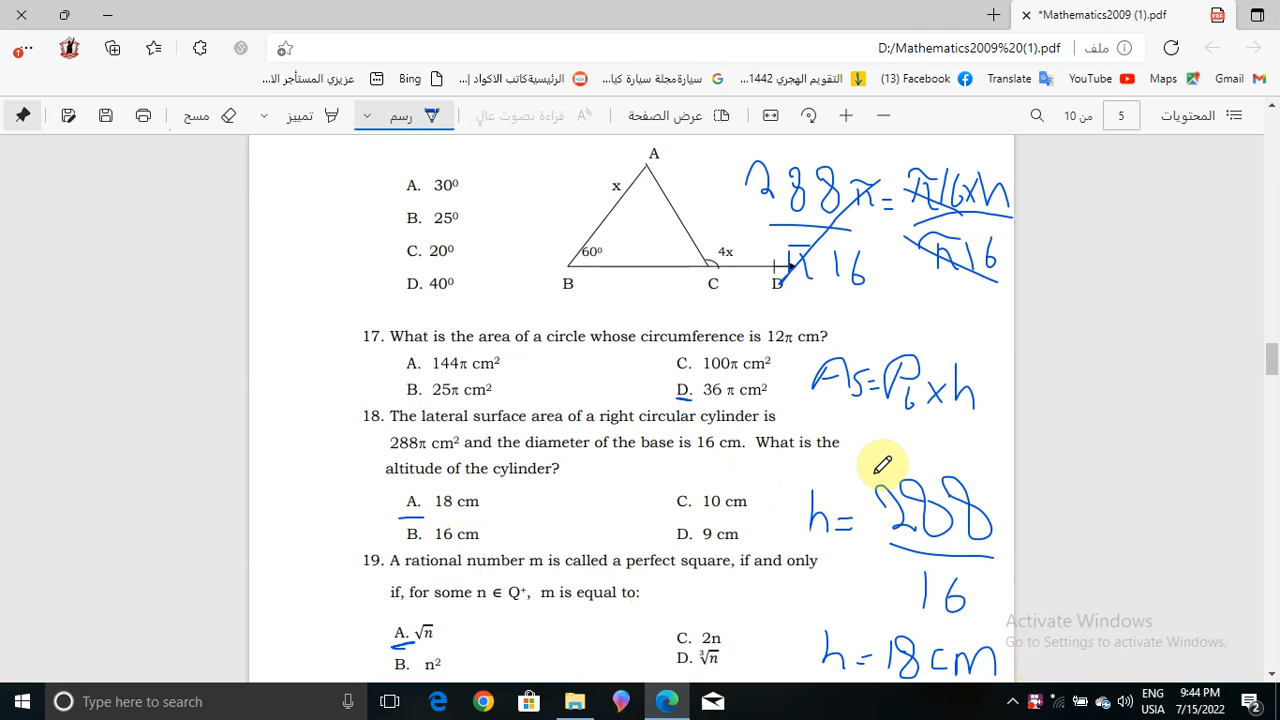 *Mathematics2009 (1).pdf
D:/Mathematics2009%20(1).pdf
ملف
عزيزي المستأجر الا...
Bing
الرئيسيةكاتب الاكواد |...
سيارةمجلة سيارة كيا...
التقويم الهجري 1442...
(13) Facebook
Translate
YouTube
Maps
Gmail
مسح
تمييز
رسم
قراءة بصوت عالٍ
عرض الصفحة
من 10
5
المحتويات
A
x
60⁰
4x
B
C
D
A. 30⁰
B. 25⁰
C. 20⁰
D. 40⁰
288π = π16xh
π 16 π16
17. What is the area of a circle whose circumference is 12π cm?
A. 144π cm²
C. 100π cm²
B. 25π cm²
D. 36 π cm²
As=P₆ x h
18. The lateral surface area of a right circular cylinder is
288π cm² and the diameter of the base is 16 cm. What is the
altitude of the cylinder?
A. 18 cm
C. 10 cm
B. 16 cm
D. 9 cm
h = 288
16
h = 18 cm
19. A rational number m is called a perfect square, if and only
if, for some n ∈ Q⁺, m is equal to:
A. √n
C. 2n
B. n²
D. ∛n
Activate Windows
Go to Settings to activate Windows.
Type here to search
ENG
USIA
9:44 PM
7/15/2022
2